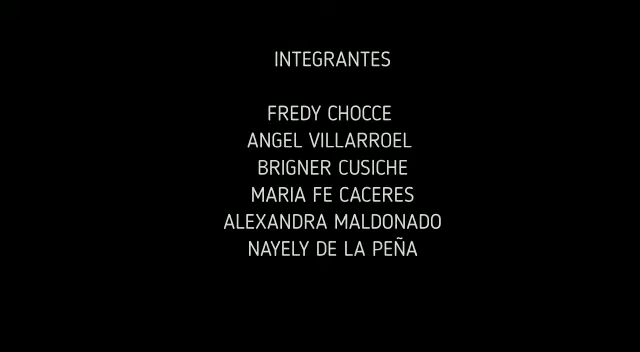 INTEGRANTES
FREDY CHOCCE
ANGEL VILLARROEL
BRIGNER CUSICHE
MARIA FE CACERES
ALEXANDRA MALDONADO
NAYELY DE LA PEÑA